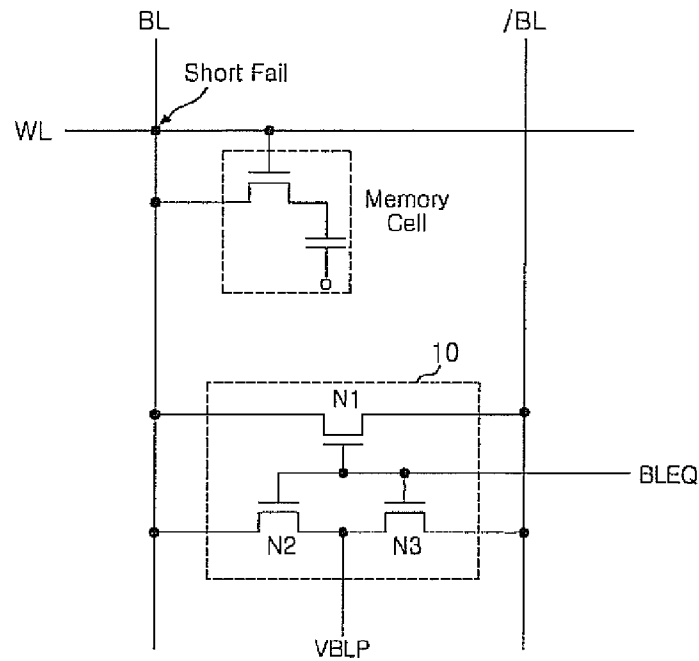 BL
/BL
Short Fail
WL
Memory
Cell
10
N1
BLEQ
N2
N3
VBLP